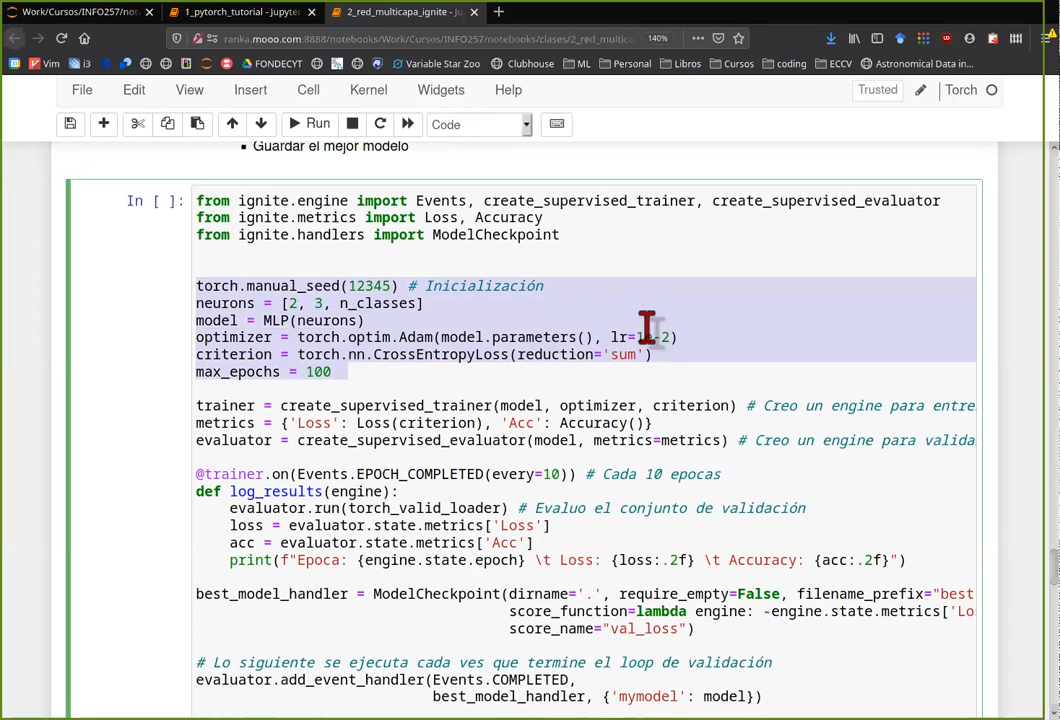 Work/Cursos/INFO257/
1_pytorch_tutorial - Jupyter
2_red_multicapa_ignite - Ju
ranka.mooo.com:8888/notebooks/Work/Cursos/INFO257/notebooks/clases/2_red_multica
140%
Vim
i3
FONDECYT
Variable Star Zoo
Clubhouse
ML
Personal
Libros
Cursos
coding
ECCV
Astronomical Data in...
File Edit View Insert Cell Kernel Widgets Help
Trusted
Torch
Run
Code
Guardar el mejor modelo
In [ ]:
from ignite.engine import Events, create_supervised_trainer, create_supervised_evaluator
from ignite.metrics import Loss, Accuracy
from ignite.handlers import ModelCheckpoint
torch.manual_seed(12345) # Inicialización
neurons = [2, 3, n_classes]
model = MLP(neurons)
optimizer = torch.optim.Adam(model.parameters(), lr=1e-2)
criterion = torch.nn.CrossEntropyLoss(reduction='sum')
max_epochs = 100
trainer = create_supervised_trainer(model, optimizer, criterion) # Creo un engine para entre
metrics = {'Loss': Loss(criterion), 'Acc': Accuracy()}
evaluator = create_supervised_evaluator(model, metrics=metrics) # Creo un engine para valida
@trainer.on(Events.EPOCH_COMPLETED(every=10)) # Cada 10 epocas
def log_results(engine):
evaluator.run(torch_valid_loader) # Evaluo el conjunto de validación
loss = evaluator.state.metrics['Loss']
acc = evaluator.state.metrics['Acc']
print(f"Epoca: {engine.state.epoch} \t Loss: {loss:.2f} \t Accuracy: {acc:.2f}")
best_model_handler = ModelCheckpoint(dirname='.', require_empty=False, filename_prefix="best
score_function=lambda engine: -engine.state.metrics['Lo
score_name="val_loss")
# Lo siguiente se ejecuta cada ves que termine el loop de validación
evaluator.add_event_handler(Events.COMPLETED,
best_model_handler, {'mymodel': model})